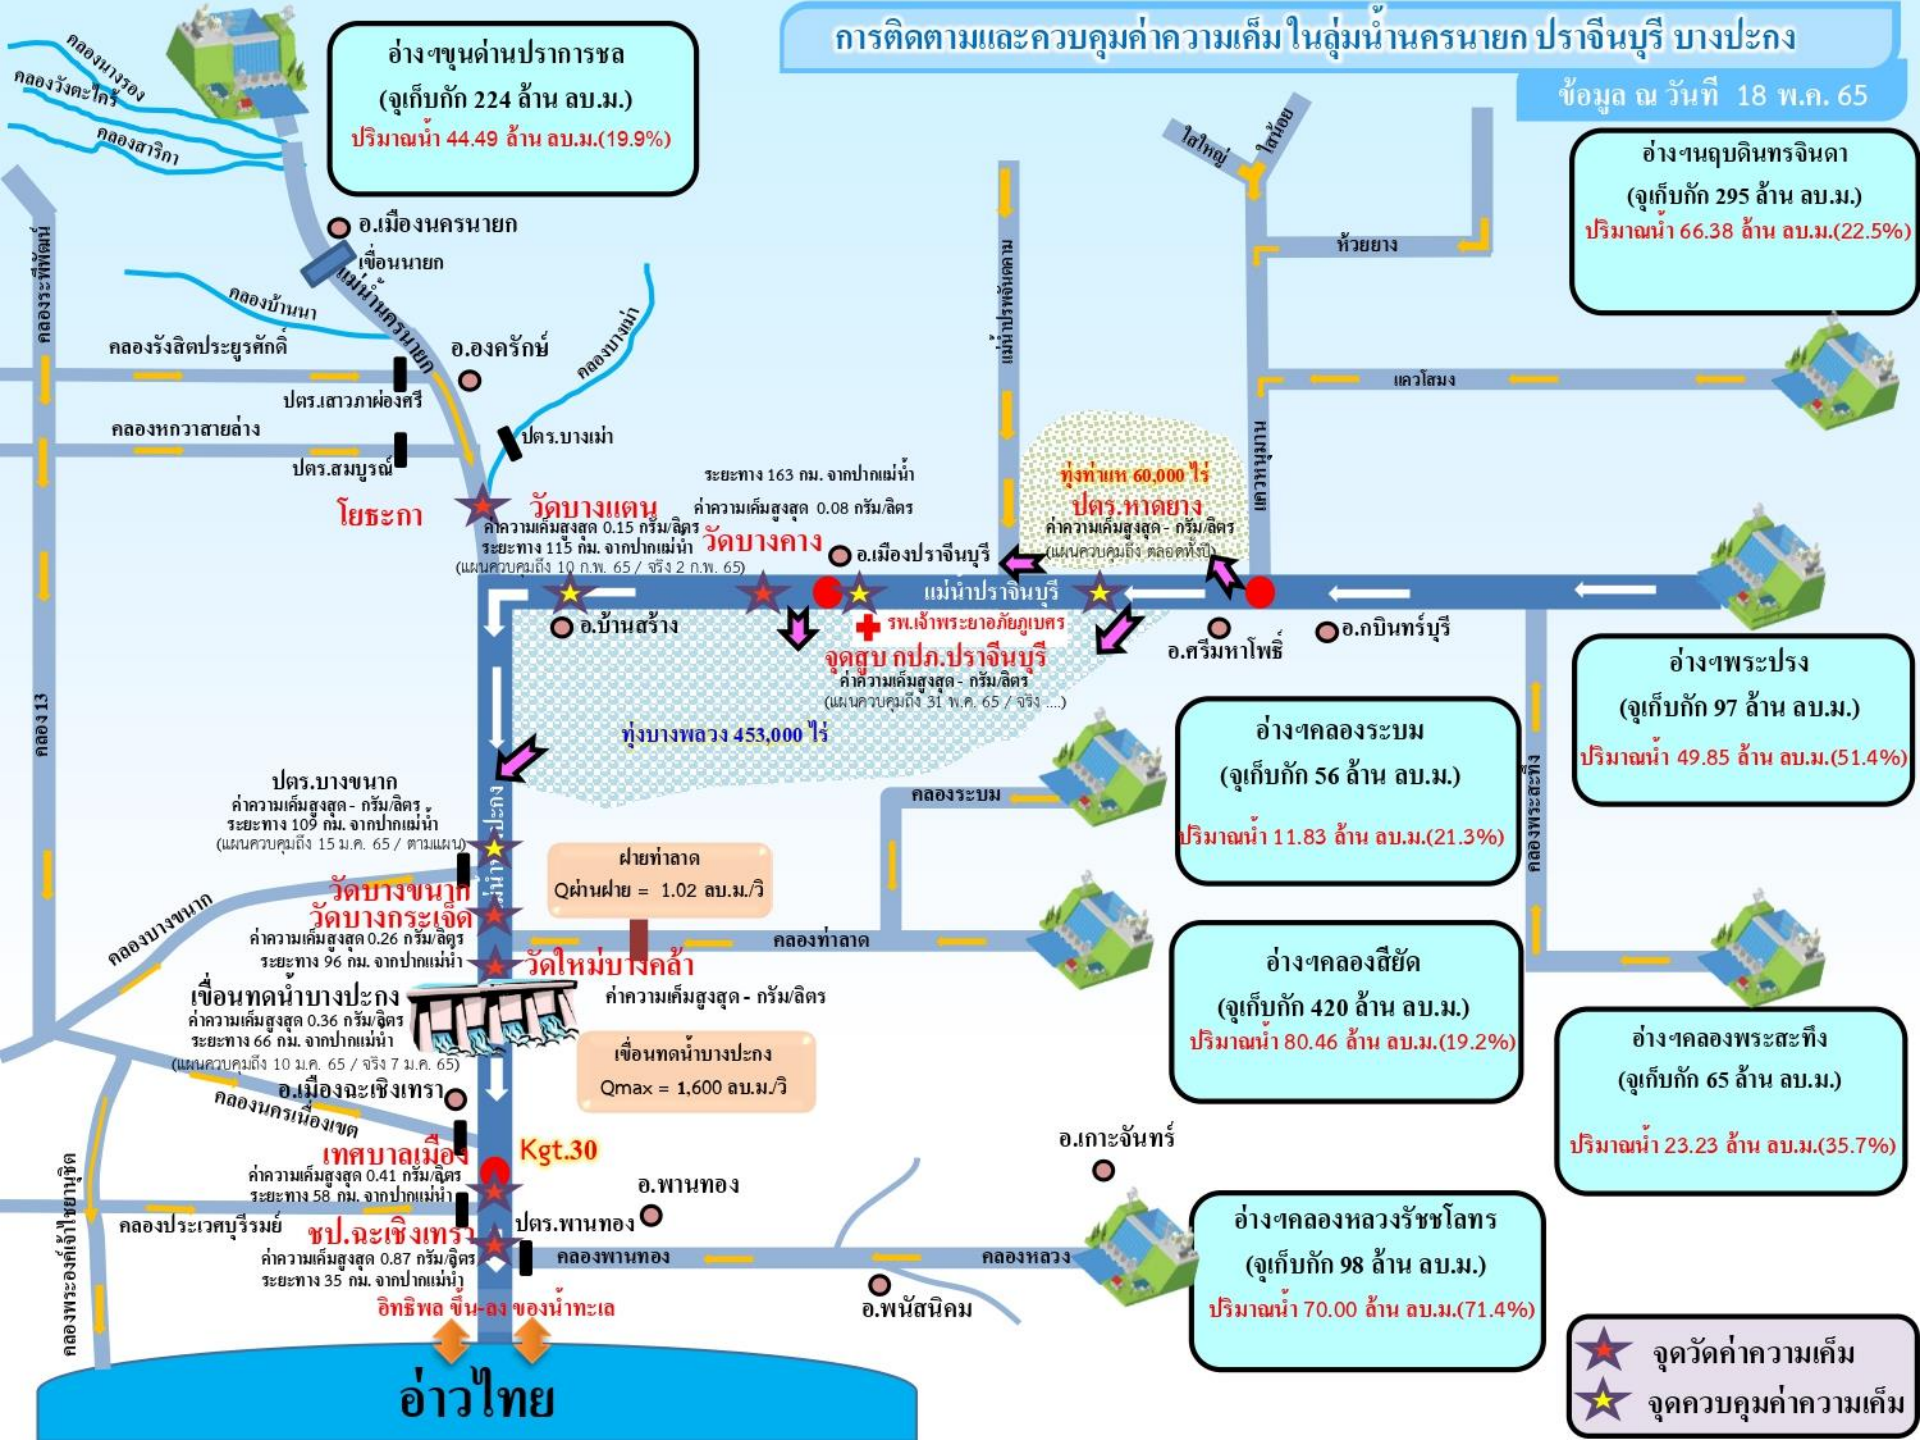 การติดตามและควบคุมค่าความเค็ม ในลุ่มน้ำนครนายก ปราจีนบุรี บางปะกง
ข้อมูล ณ วันที่ 18 พ.ค. 65
คลองนางรอง
คลองวังตะไคร้
คลองสาริกา
อ่างฯขุนด่านปราการชล
(จุเก็บกัก 224 ล้าน ลบ.ม.)
ปริมาณน้ำ 44.49 ล้าน ลบ.ม.(19.9%)
ใสใหญ่
ใสน้อย
อ่างฯนฤบดินทรจินดา
(จุเก็บกัก 295 ล้าน ลบ.ม.)
ปริมาณน้ำ 66.38 ล้าน ลบ.ม.(22.5%)
อ.เมืองนครนายก
เขื่อนนายก
แม่น้ำนครนายก
คลองระพีพัฒน์
คลองบ้านนา
คลองรังสิตประยูรศักดิ์
อ.องครักษ์
คลองบางเม่า
ปตร.เสาวภาผ่องศรี
คลองหกวาสายล่าง
ปตร.สมบูรณ์
ปตร.บางเม่า
แม่น้ำปราจีนบุรี
ห้วยยาง
แควโสมง
แควหนุมาน
โยธะกา
วัดบางแตน
ค่าความเค็มสูงสุด 0.15 กรัม/ลิตร
ระยะทาง 115 กม. จากปากแม่น้ำ
(แผนควบคุมถึง 10 ก.พ. 65 / จริง 2 ก.พ. 65)
ระยะทาง 163 กม. จากปากแม่น้ำ
ค่าความเค็มสูงสุด 0.08 กรัม/ลิตร
วัดบางคาง
อ.เมืองปราจีนบุรี
ทุ่งท่าแห 60,000 ไร่
ปตร.หาดยาง
ค่าความเค็มสูงสุด - กรัม/ลิตร
(แผนควบคุมถึง ตลอดทั้งปี)
อ.บ้านสร้าง
รพ.เจ้าพระยาอภัยภูเบศร
จุดสูบ กปภ.ปราจีนบุรี
ค่าความเค็มสูงสุด - กรัม/ลิตร
(แผนควบคุมถึง 31 พ.ค. 65 / จริง ....)
อ.ศรีมหาโพธิ์
อ.กบินทร์บุรี
อ่างฯพระปรง
(จุเก็บกัก 97 ล้าน ลบ.ม.)
ปริมาณน้ำ 49.85 ล้าน ลบ.ม.(51.4%)
คลอง 13
ทุ่งบางพลวง 453,000 ไร่
อ่างฯคลองระบม
(จุเก็บกัก 56 ล้าน ลบ.ม.)
ปริมาณน้ำ 11.83 ล้าน ลบ.ม.(21.3%)
คลองพระสะทึง
ปตร.บางขนาก
ค่าความเค็มสูงสุด - กรัม/ลิตร
ระยะทาง 109 กม. จากปากแม่น้ำ
(แผนควบคุมถึง 15 ม.ค. 65 / ตามแผน)
คลองระบม
ฝายท่าลาด
Qผ่านฝาย = 1.02 ลบ.ม./วิ
วัดบางขนาก
วัดบางกระเจ็ด
ค่าความเค็มสูงสุด 0.26 กรัม/ลิตร
ระยะทาง 96 กม. จากปากแม่น้ำ
คลองบางขนาก
คลองท่าลาด
วัดใหม่บางคล้า
ค่าความเค็มสูงสุด - กรัม/ลิตร
อ่างฯคลองสียัด
(จุเก็บกัก 420 ล้าน ลบ.ม.)
ปริมาณน้ำ 80.46 ล้าน ลบ.ม.(19.2%)
เขื่อนทดน้ำบางปะกง
ค่าความเค็มสูงสุด 0.36 กรัม/ลิตร
ระยะทาง 66 กม. จากปากแม่น้ำ
(แผนควบคุมถึง 10 ม.ค. 65 / จริง 7 ม.ค. 65)
เขื่อนทดน้ำบางปะกง
Qmax = 1,600 ลบ.ม./วิ
อ่างฯคลองพระสะทึง
(จุเก็บกัก 65 ล้าน ลบ.ม.)
ปริมาณน้ำ 23.23 ล้าน ลบ.ม.(35.7%)
อ.เมืองฉะเชิงเทรา
คลองนครเนื่องเขต
เทศบาลเมือง
ค่าความเค็มสูงสุด 0.41 กรัม/ลิตร
ระยะทาง 58 กม. จากปากแม่น้ำ
Kgt.30
อ.เกาะจันทร์
อ.พานทอง
คลองพระองค์เจ้าไชยานุชิต
คลองประเวศบุรีรมย์
ชป.ฉะเชิงเทรา
ค่าความเค็มสูงสุด 0.87 กรัม/ลิตร
ระยะทาง 35 กม. จากปากแม่น้ำ
ปตร.พานทอง
คลองพานทอง
คลองหลวง
อ.พนัสนิคม
อ่างฯคลองหลวงรัชชโลทร
(จุเก็บกัก 98 ล้าน ลบ.ม.)
ปริมาณน้ำ 70.00 ล้าน ลบ.ม.(71.4%)
อิทธิพล ขึ้น-ลง ของน้ำทะเล
อ่าวไทย
จุดวัดค่าความเค็ม
จุดควบคุมค่าความเค็ม